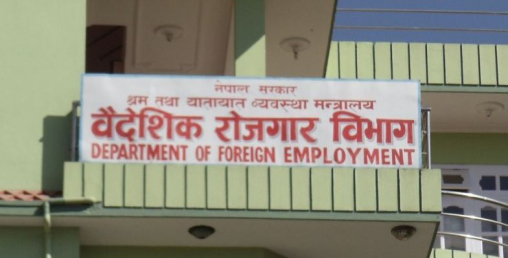 नेपाल सरकार
श्रम तथा यातायात व्यवस्था मन्त्रालय
वैदेशिक रोजगार विभाग
DEPARTMENT OF FOREIGN EMPLOYMENT